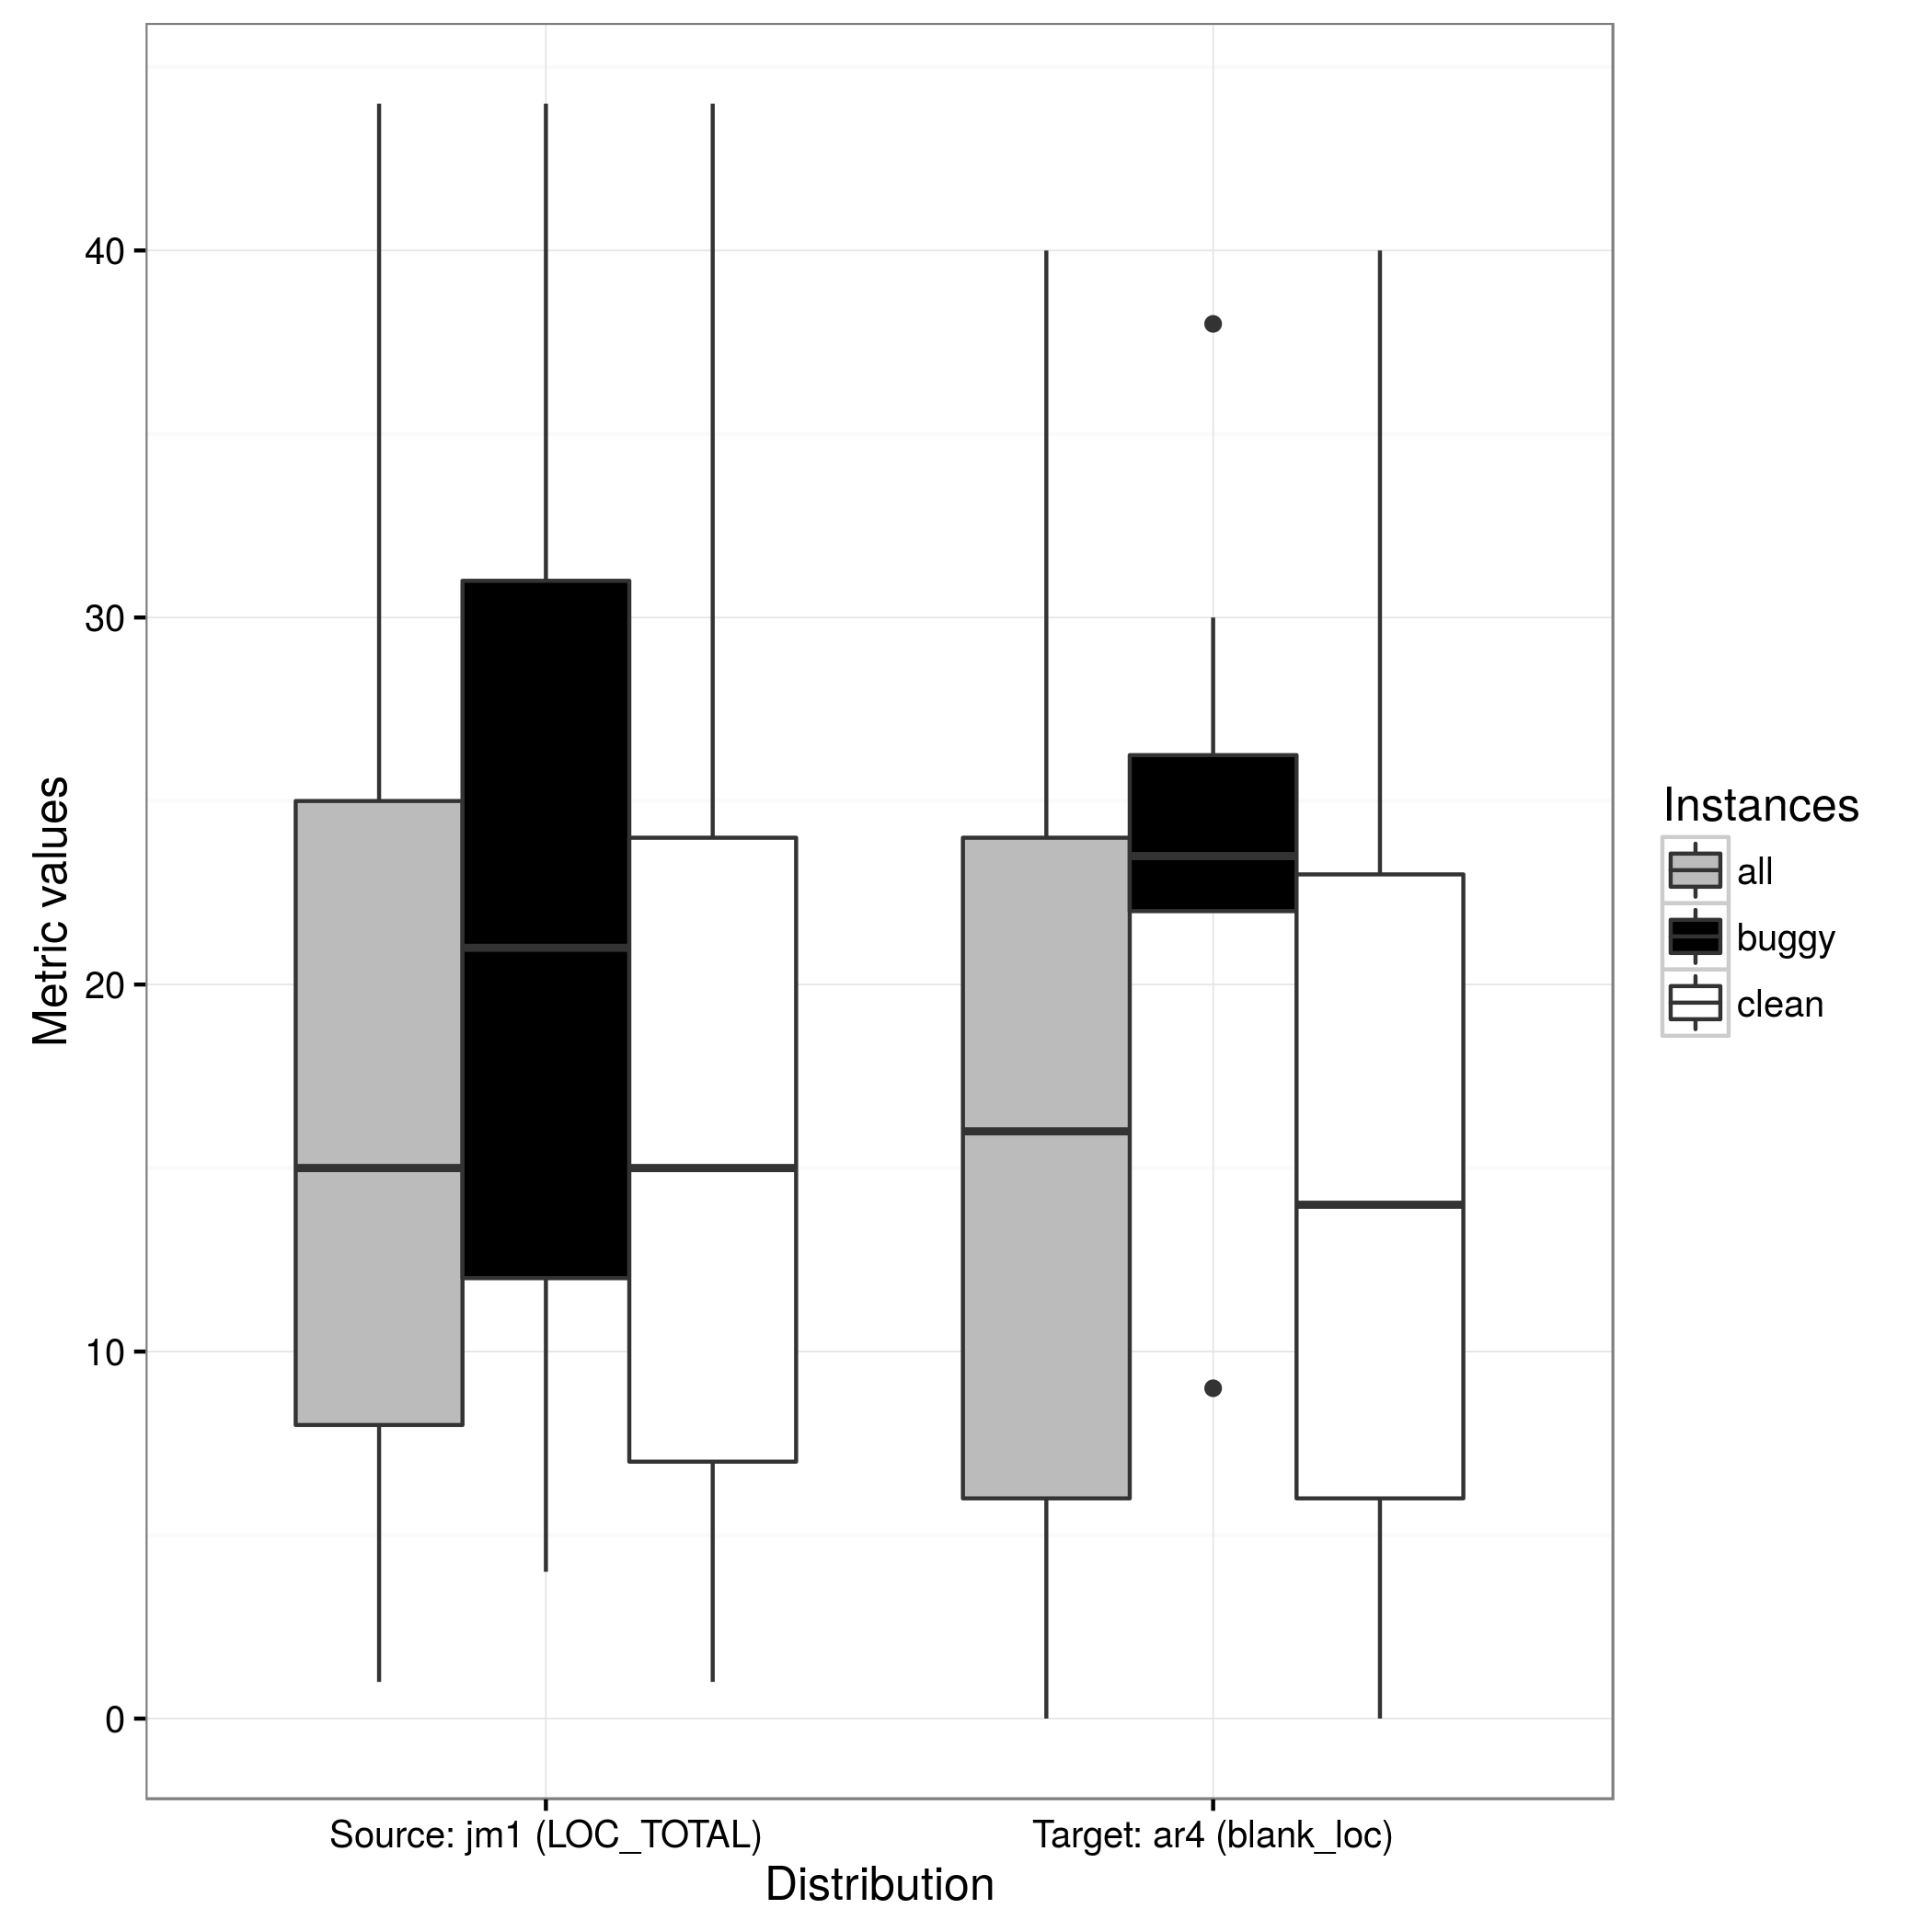 Metric values
40
30
20
10
0
Source: jm1 (LOC_TOTAL)
Target: ar4 (blank_loc)
Distribution
Instances
all
buggy
clean